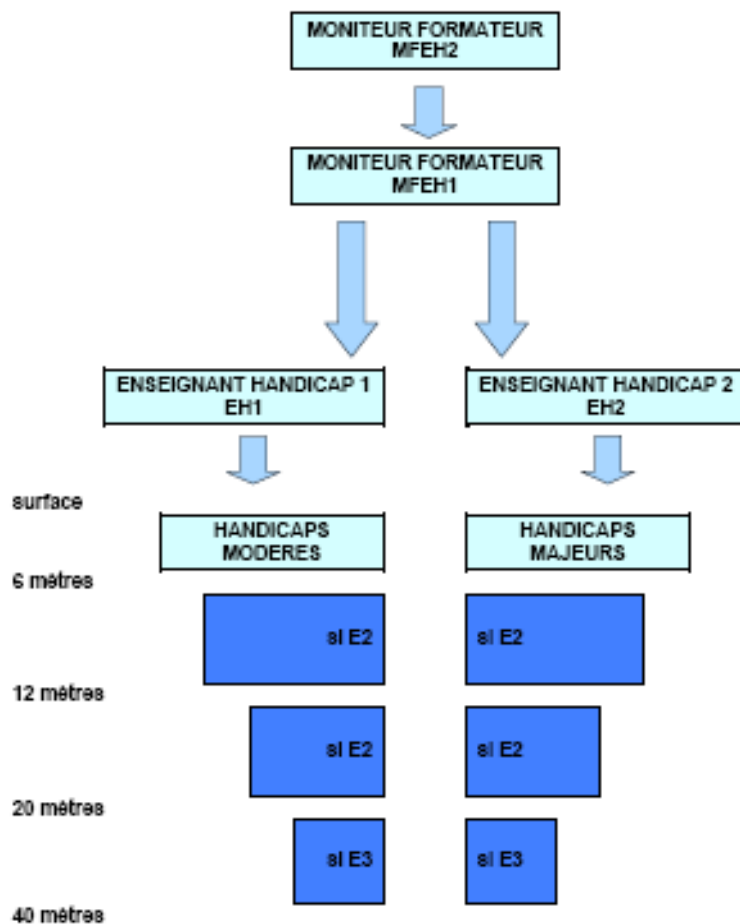 MONITEUR FORMATEUR
MFEH2
MONITEUR FORMATEUR
MFEH1
ENSEIGNANT HANDICAP 1
EH1
ENSEIGNANT HANDICAP 2
EH2
surface
HANDICAPS
MODERES
HANDICAPS
MAJEURS
6 mètres
si E2
si E2
12 mètres
si E2
si E2
20 mètres
si E3
si E3
40 mètres